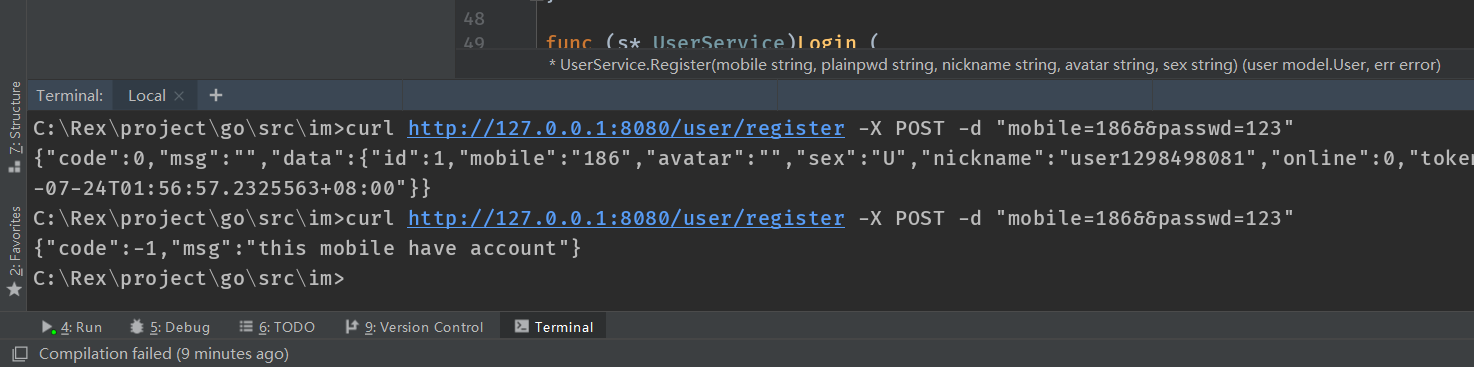 48
49 func (s* UserService)Login (
* UserService.Register(mobile string, plainpwd string, nickname string, avatar string, sex string) (user model.User, err error)
Terminal: Local × +
C:\Rex\project\go\src\im>curl http://127.0.0.1:8080/user/register -X POST -d "mobile=186&&passwd=123"
{"code":0,"msg":"","data":{"id":1,"mobile":"186","avatar":"","sex":"U","nickname":"user1298498081","online":0,"token
-07-24T01:56:57.2325563+08:00"}}
C:\Rex\project\go\src\im>curl http://127.0.0.1:8080/user/register -X POST -d "mobile=186&&passwd=123"
{"code":-1,"msg":"this mobile have account"}
C:\Rex\project\go\src\im>
7: Structure
2: Favorites
4: Run 5: Debug 6: TODO 9: Version Control Terminal
Compilation failed (9 minutes ago)